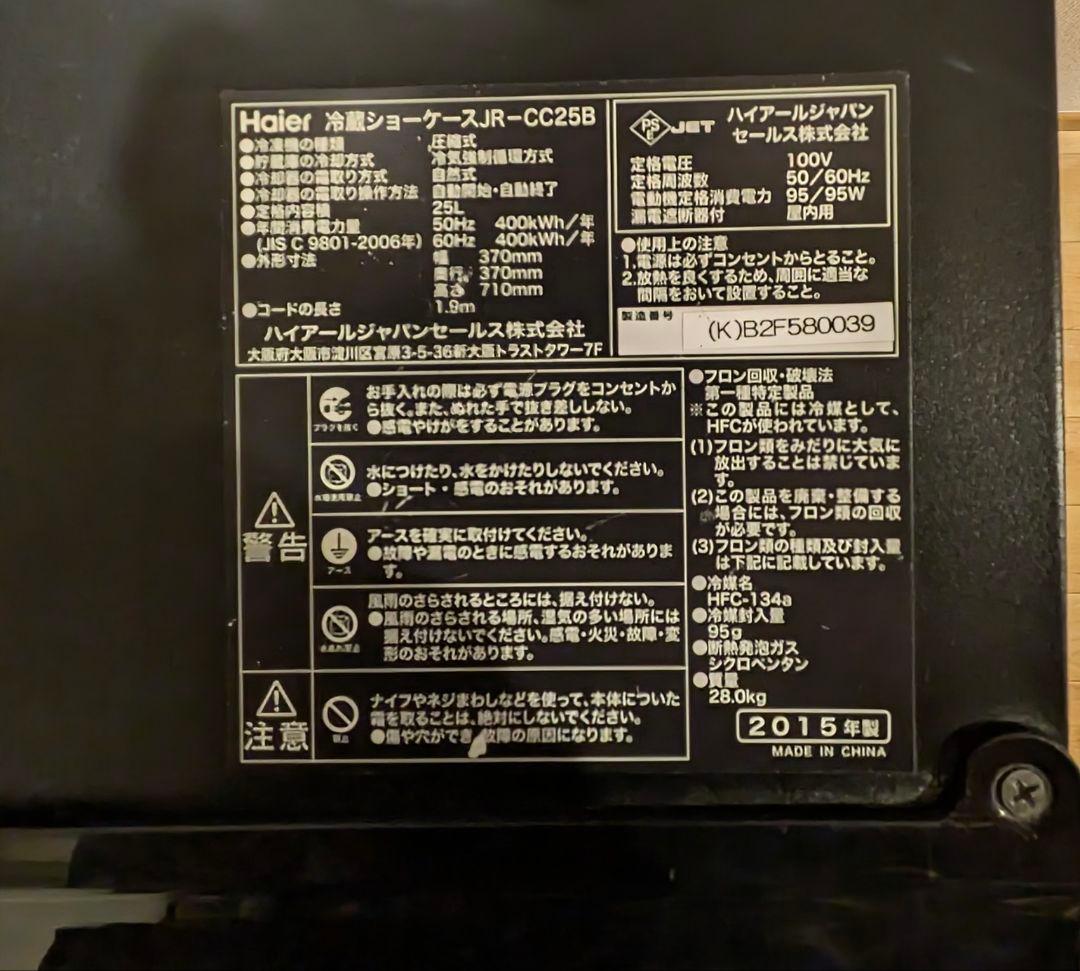 Haier 冷蔵ショーケースJR-CC25B
●冷凍機の種類 圧縮式
●貯蔵庫の冷却方式 冷気強制循環方式
●冷却器の霜取り方式 自然式
●冷却器の霜取り操作方法 自動開始・自動終了
●定格内容積 25L
●年間消費電力量 50Hz 400kWh/年
(JIS C 9801-2006年) 60Hz 400kWh/年
●外形寸法 幅 370mm
奥行 370mm
高さ 710mm
●コードの長さ 1.9m
ハイアールジャパンセールス株式会社
大阪府大阪市淀川区宮原3-5-36新大阪トラストタワー7F
PS
E
JET
ハイアールジャパン
セールス株式会社
定格電圧 100V
定格周波数 50/60Hz
電動機定格消費電力 95/95W
漏電遮断器付 屋内用
●使用上の注意
1.電源は必ずコンセントからとること。
2.放熱を良くするため、周囲に適当な
間隔をおいて設置すること。
製造番号 (K)B2F580039
警告
プラグを抜く
お手入れの際は必ず電源プラグをコンセントか
ら抜く。また、ぬれた手で抜き差ししない。
●感電やけがをすることがあります。
水場使用禁止
水につけたり、水をかけたりしないでください。
●ショート・感電のおそれがあります。
アース
アースを確実に取付けてください。
●故障や漏電のときに感電するおそれがありま
す。
風雨のさらされるところには、据え付けない。
●風雨のさらされる場所、湿気の多い場所には
据え付けないでください。感電・火災・故障・変
形のおそれがあります。
注意
禁止
ナイフやネジまわしなどを使って、本体についた
霜を取ることは、絶対にしないでください。
●傷や穴ができ、故障の原因になります。
●フロン回収・破壊法
第一種特定製品
※この製品には冷媒として、
HFCが使われています。
(1)フロン類をみだりに大気に
放出することは禁じていま
す。
(2)この製品を廃棄・整備する
場合には、フロン類の回収
が必要です。
(3)フロン類の種類及び封入量
は下記に記載しています。
●冷媒名
HFC-134a
●冷媒封入量
95g
●断熱発泡ガス
シクロペンタン
●質量
28.0kg
2015年製
MADE IN CHINA